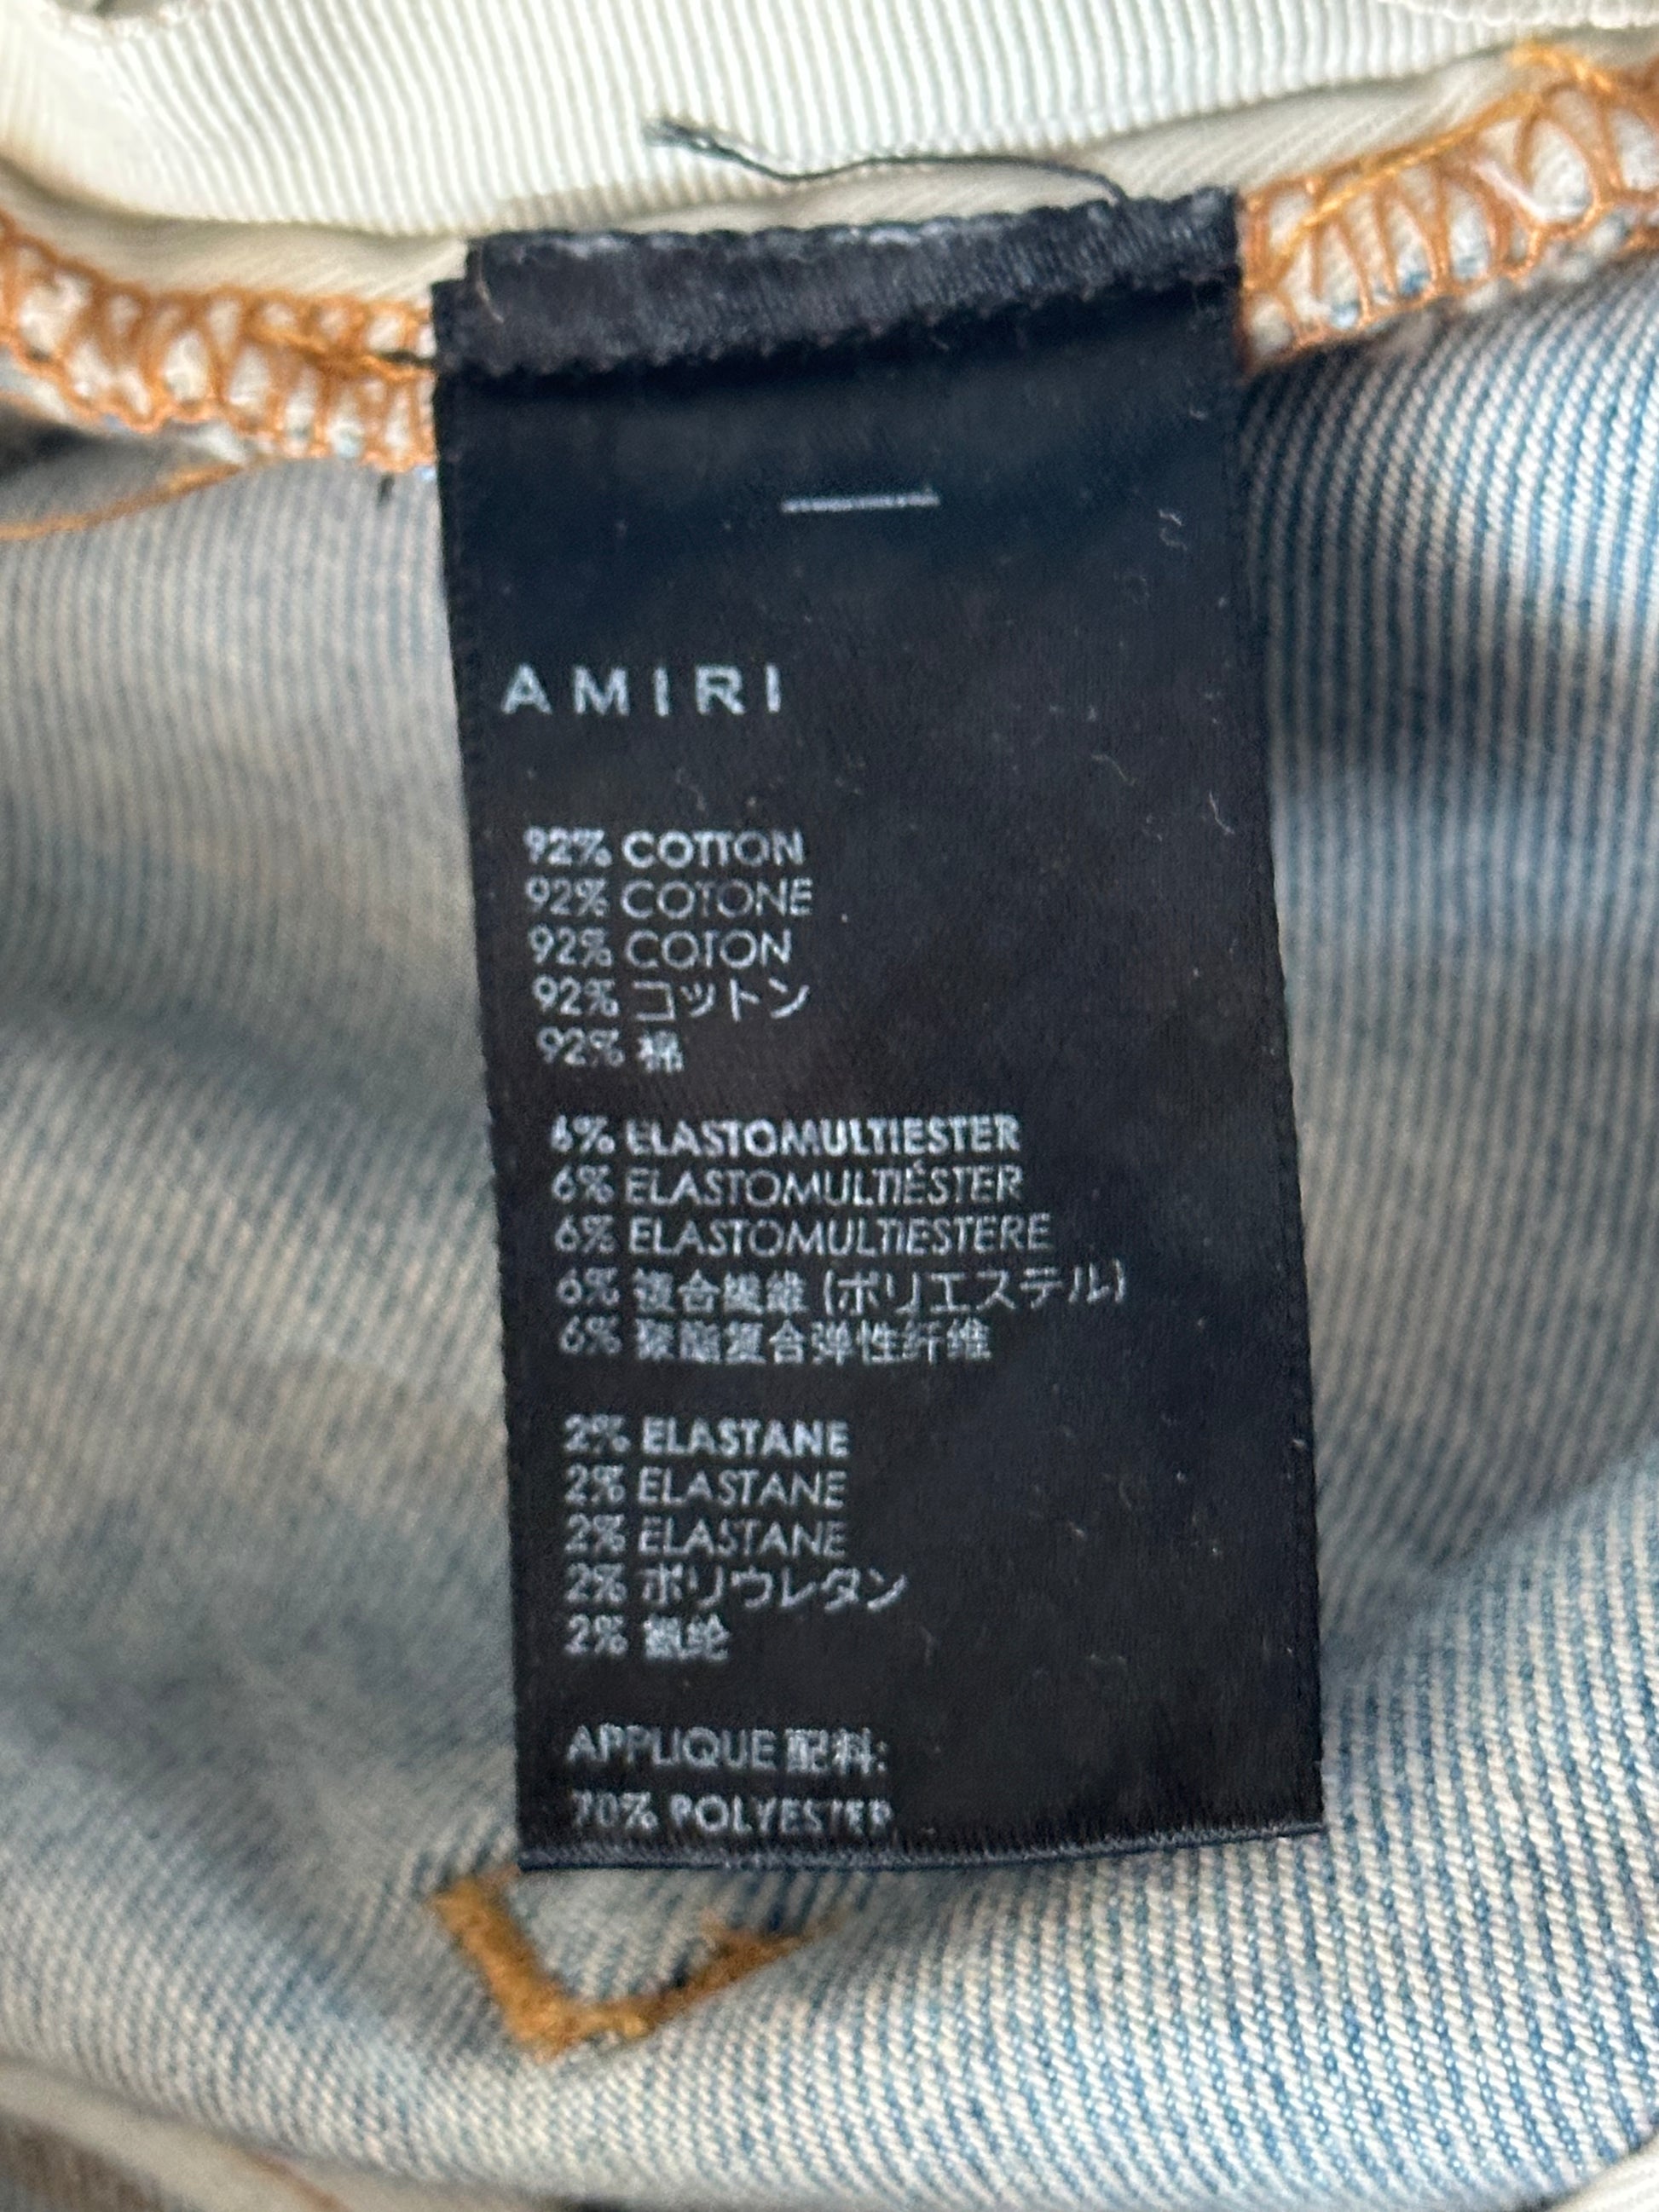 AMIRI
92% COTTON
92% COTONE
92% COTON
92% コットン
92% 棉
6% ELASTOMULTIESTER
6% ELASTOMULTIÉSTER
6% ELASTOMULTIESTERE
6% 複合繊維 (ポリエステル)
6% 聚酯复合弹性纤维
2% ELASTANE
2% ELASTANE
2% ELASTANE
2% ポリウレタン
2% 氨纶
APPLIQUE 配料:
70% POLYESTER